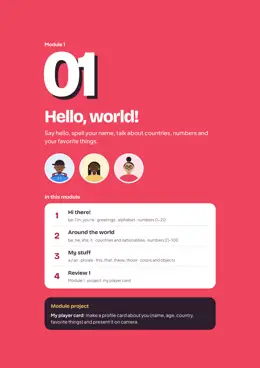 Module 1
01
Hello, world!
Say hello, spell your name, talk about countries, numbers and
your favorite things.
In this module
1 Hi there!
be: I'm, you're · greetings · alphabet · numbers 0–20
2 Around the world
be: he, she, it · countries and nationalities · numbers 21–100
3 My stuff
a / an · plurals · this, that, these, those · colors and objects
4 Review 1
Module 1 project: my player card
Module project
My player card: make a profile card about you (name, age, country,
favorite things) and present it on camera.